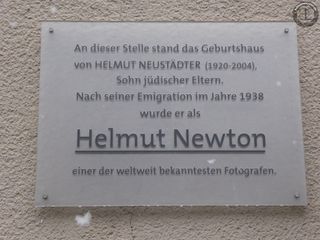 An dieser Stelle stand das Geburtshaus
von HELMUT NEUSTÄDTER (1920-2004),
Sohn jüdischer Eltern.
Nach seiner Emigration im Jahre 1938
wurde er als
Helmut Newton
einer der weltweit bekanntesten Fotografen.